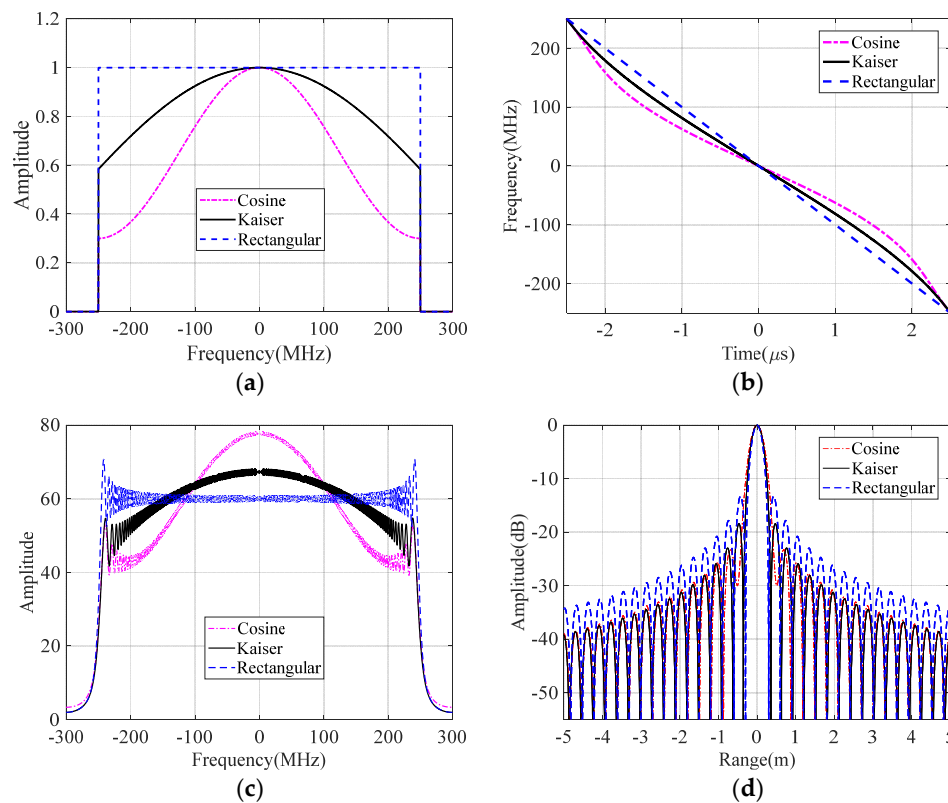 1.2
1
0.8
0.6
0.4
0.2
0
Amplitude
Cosine
Kaiser
Rectangular
-300 -200 -100 0 100 200 300
Frequency(MHz)
(a)
200
100
0
-100
-200
Frequency(MHz)
Cosine
Kaiser
Rectangular
-2 -1 0 1 2
Time(μs)
(b)
80
60
40
20
0
Amplitude
Cosine
Kaiser
Rectangular
-300 -200 -100 0 100 200 300
Frequency(MHz)
(c)
0
-10
-20
-30
-40
-50
Amplitude(dB)
Cosine
Kaiser
Rectangular
-5 -4 -3 -2 -1 0 1 2 3 4 5
Range(m)
(d)